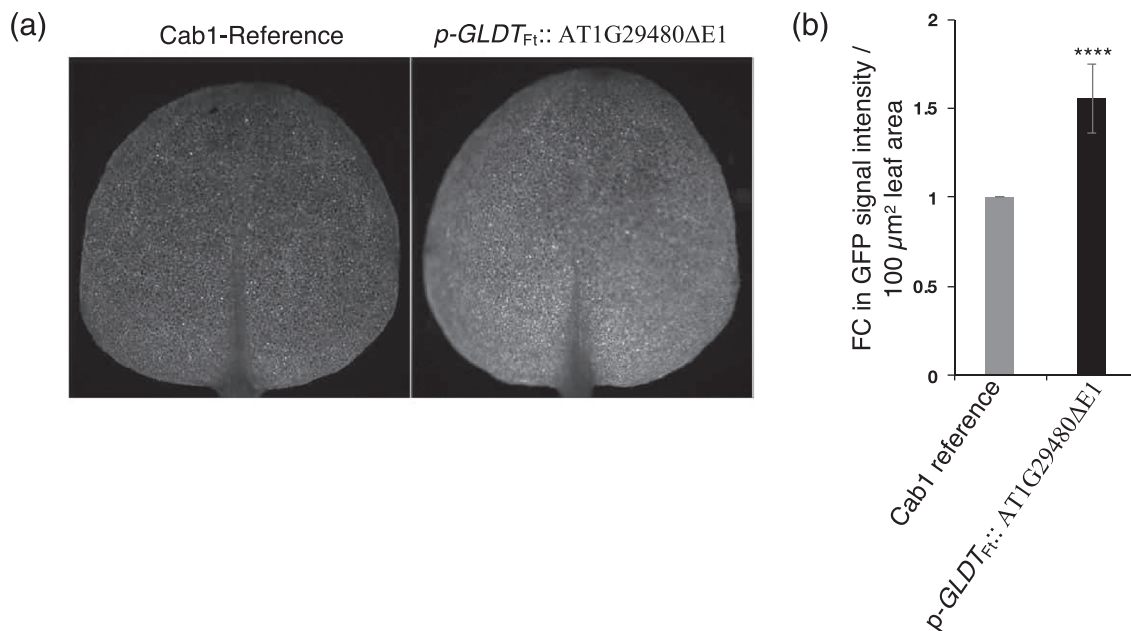 (a)
Cab1-Reference
p-GLDTFt:: AT1G29480ΔE1
(b)
FC in GFP signal intensity /
100 µm² leaf area
2
1.5
1
0.5
0
****
Cab1 reference
p-GLDTFt:: AT1G29480ΔE1